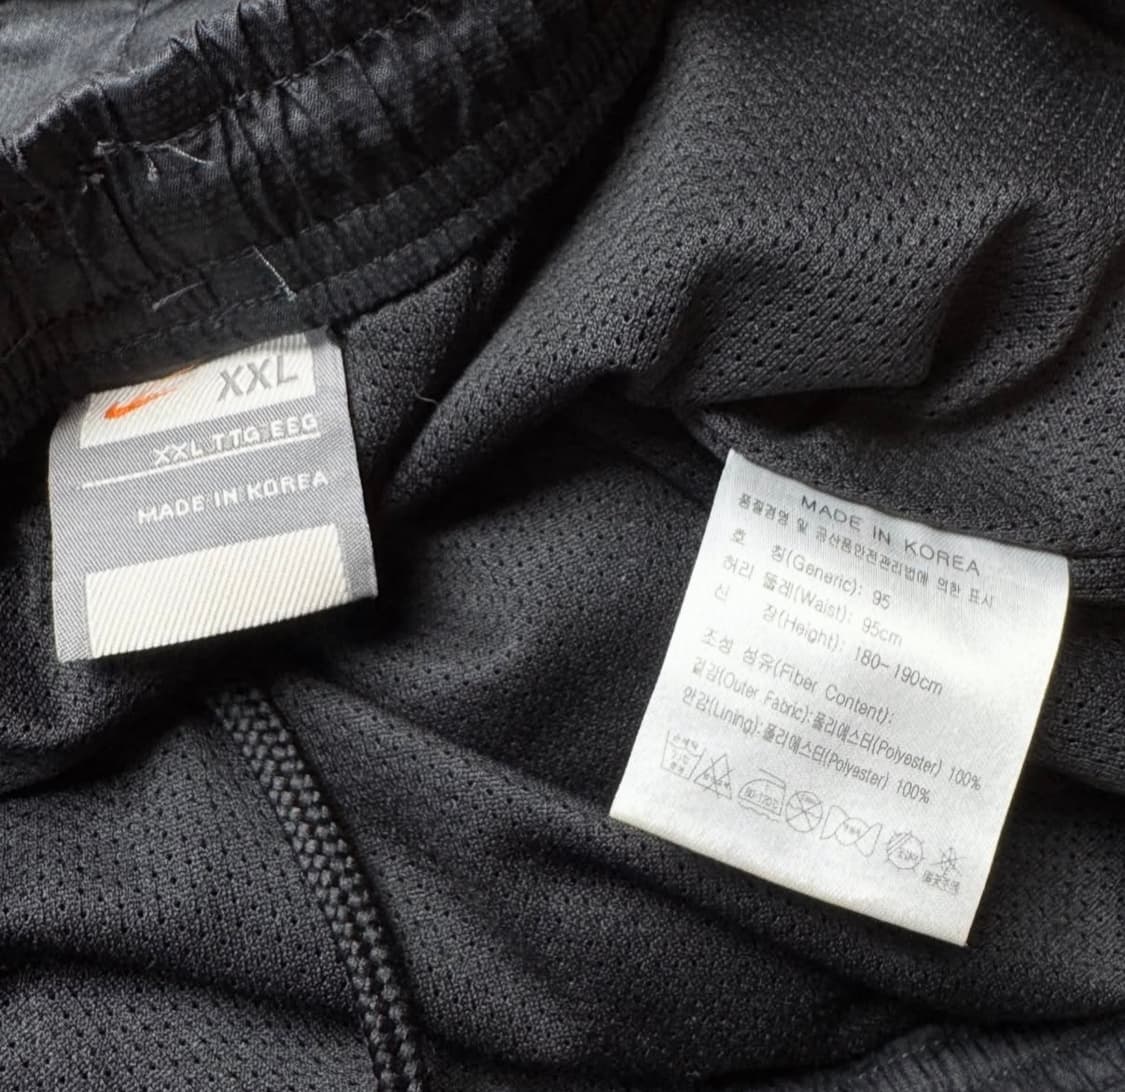 XXL
XXL.TTG.EEG
MADE IN KOREA
MADE IN KOREA
품질경영 및 공산품안전관리법에 의한 표시
호 칭(Generic): 95
허리 둘레(Waist): 95cm
신 장(Height): 180-190cm
조성 섬유(Fiber Content):
겉감(Outer Fabric):폴리에스터(Polyester) 100%
안감(Lining):폴리에스터(Polyester) 100%
80-120℃